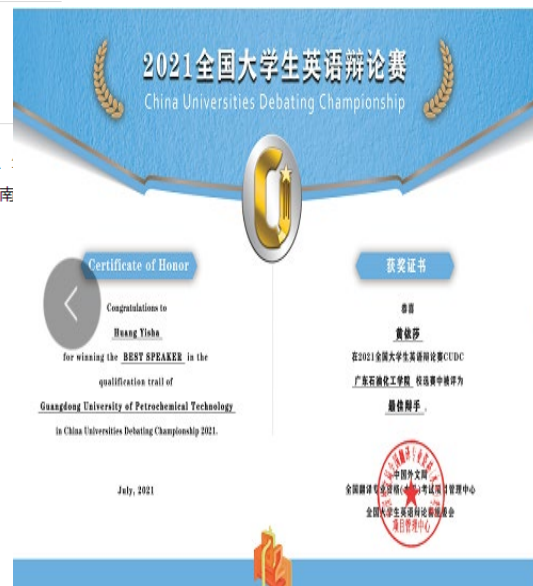 2021全国大学生英语辩论赛
China Universities Debating Championship
南
Certificate of Honor
Congratulations to
Huang Yisha
for winning the BEST SPEAKER in the
qualification trail of
Guangdong University of Petrochemical Technology
in China Universities Debating Championship 2021.
July, 2021
获奖证书
恭喜
黄依莎
在2021全国大学生英语辩论赛CUDC
广东石油化工学院 校选赛中被评为
最佳辩手 。
中国外文局
全国翻译专业资格(水平)考试项目管理中心
全国大学生英语辩论赛组委会
项目管理中心